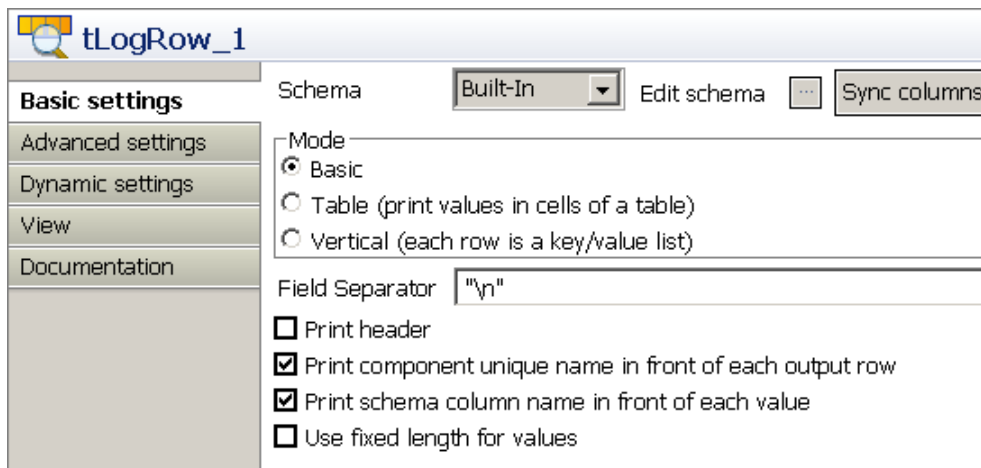 tLogRow_1
Basic settings
Advanced settings
Dynamic settings
View
Documentation
Schema Built-In Edit schema ... Sync columns
Mode
Basic
Table (print values in cells of a table)
Vertical (each row is a key/value list)
Field Separator "\n"
Print header
Print component unique name in front of each output row
Print schema column name in front of each value
Use fixed length for values